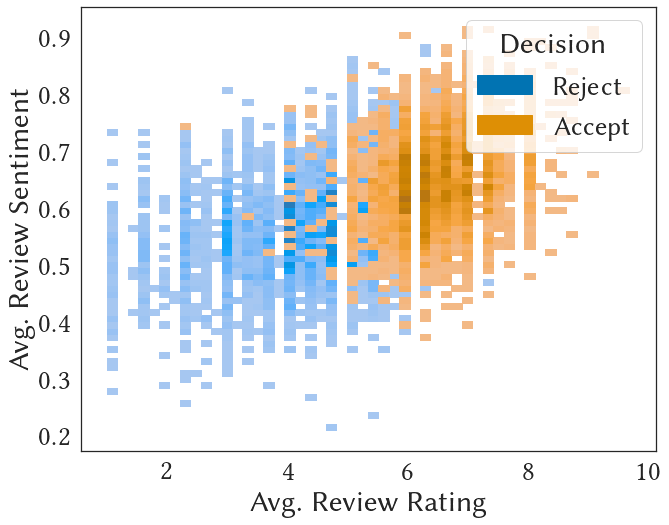 Decision
Reject
Accept
Avg. Review Sentiment
0.9
0.8
0.7
0.6
0.5
0.4
0.3
0.2
2 4 6 8 10
Avg. Review Rating